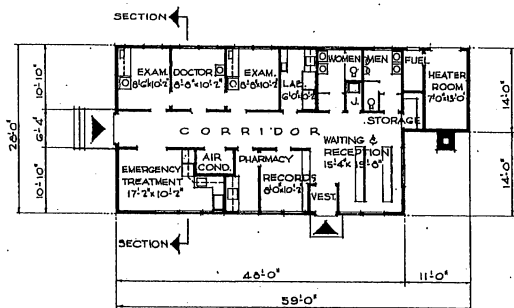 SECTION
EXAM.
8'-6"x10'-2"
DOCTOR
8'-8"x10'-2"
EXAM.
8'-8"x10'-2"
LAB.
6'-0"x10'-2"
WOMEN
MEN
J.
FUEL
HEATER
ROOM
7'-0"x13'-0"
STORAGE
CORRIDOR
WAITING &
RECEPTION
15'-4"x19'-8"
AIR
COND.
PHARMACY
EMERGENCY
TREATMENT
17'-2"x10'-2"
RECORDS
8'-0"x10'-2"
VEST.
SECTION
10'-10"
6'-4"
10'-10"
28'-0"
14'-0"
14'-0"
48'-0"
11'-0"
59'-0"